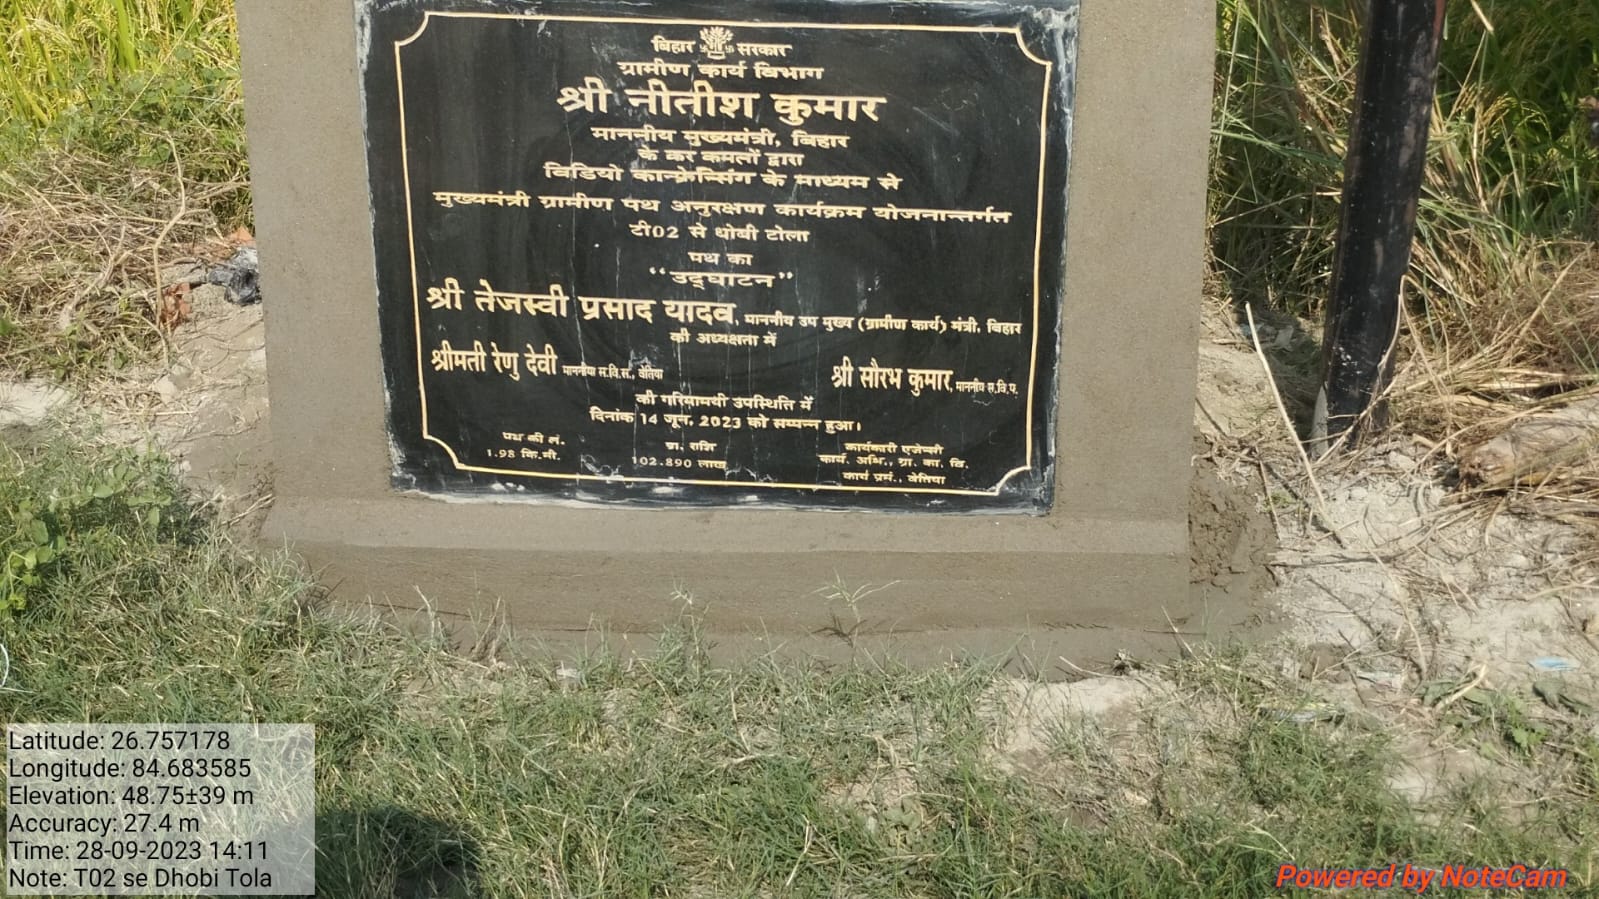 बिहार सरकार
ग्रामीण कार्य विभाग
श्री नीतीश कुमार
माननीय मुख्यमंत्री, बिहार
के कर कमलों द्वारा
विडियो कान्फ्रेन्सिंग के माध्यम से
मुख्यमंत्री ग्रामीण पथ अनुरक्षण कार्यक्रम योजनान्तर्गत
टी02 से धोबी टोला
पथ का
“उद्घाटन”
श्री तेजस्वी प्रसाद यादव, माननीय उप मुख्य (ग्रामीण कार्य) मंत्री, बिहार
की अध्यक्षता में
श्रीमती रेणु देवी माननीया स.वि.स., बेतिया श्री सौरभ कुमार, माननीय स.वि.प.
की गरिमामयी उपस्थिति में
दिनांक 14 जून, 2023 को सम्पन्न हुआ।
पथ की लं. प्रा. राशि कार्यकारी एजेन्सी
1.98 कि.मी. 102.890 लाख कार्य. अभि., ग्रा. का. वि.
कार्य प्रमं., बेतिया
Latitude: 26.757178
Longitude: 84.683585
Elevation: 48.75±39 m
Accuracy: 27.4 m
Time: 28-09-2023 14:11
Note: T02 se Dhobi Tola
Powered by NoteCam